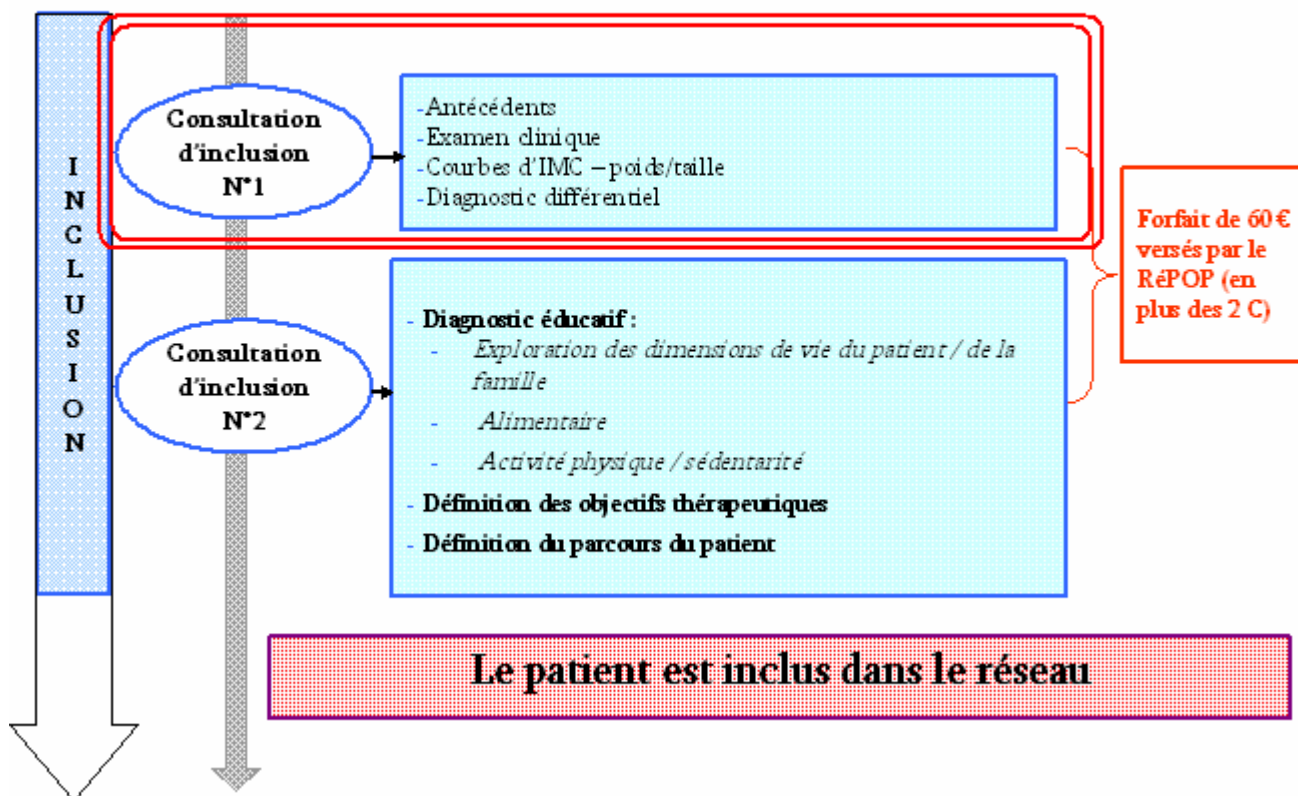 INCLUSION
Consultation
d'inclusion
N°1
-Antécédents
-Examen clinique
-Courbes d'IMC – poids/taille
-Diagnostic différentiel
Forfait de 60 €
versés par le
RéPOP (en
plus des 2 C)
Consultation
d'inclusion
N°2
- Diagnostic éducatif :
- Exploration des dimensions de vie du patient / de la
famille
- Alimentaire
- Activité physique / sédentarité
- Définition des objectifs thérapeutiques
- Définition du parcours du patient
Le patient est inclus dans le réseau